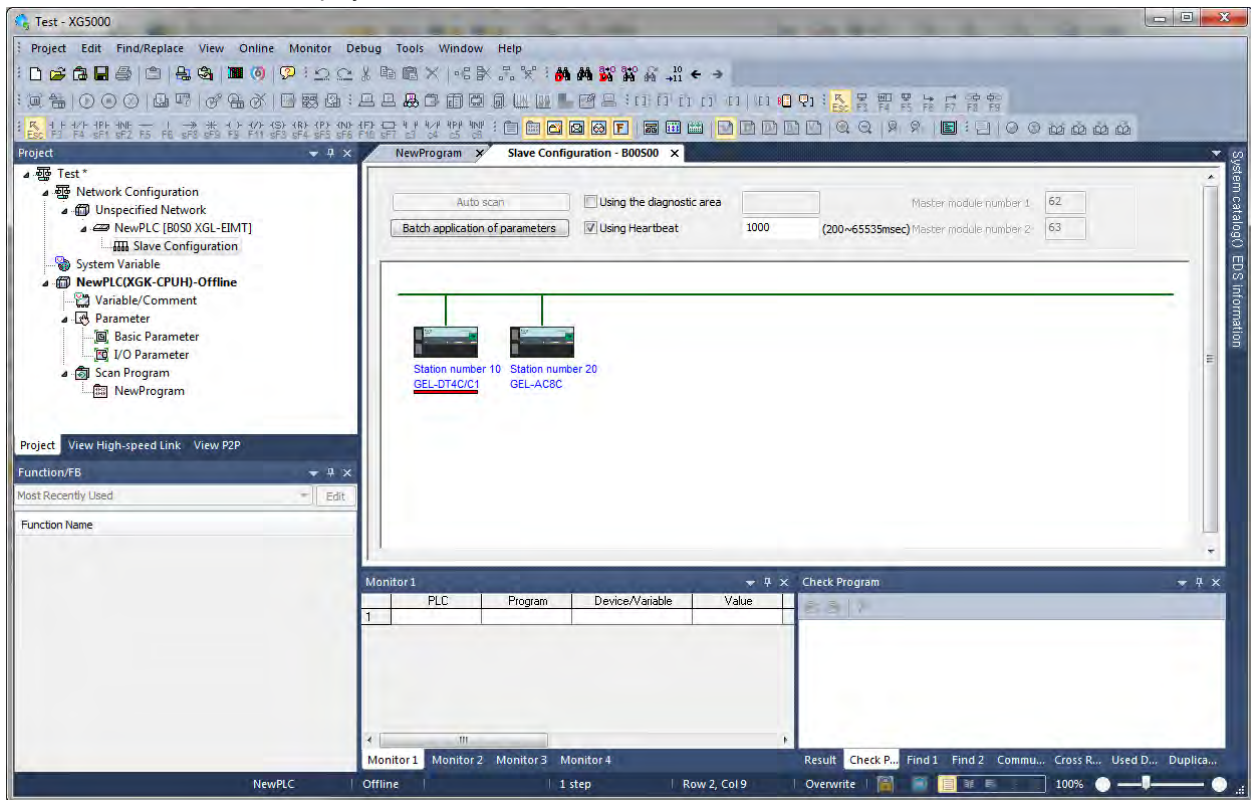 Test - XG5000
Project Edit Find/Replace View Online Monitor Debug Tools Window Help
Project
Test *
Network Configuration
Unspecified Network
NewPLC [B0S0 XGL-EIMT]
Slave Configuration
System Variable
NewPLC(XGK-CPUH)-Offline
Variable/Comment
Parameter
Basic Parameter
I/O Parameter
Scan Program
NewProgram
Project View High-speed Link View P2P
Function/FB
Most Recently Used Edit
Function Name
NewProgram X Slave Configuration - B00S00 X
Auto scan Using the diagnostic area Master module number 1 62
Batch application of parameters Using Heartbeat 1000 (200~65535msec) Master module number 2 63
Station number 10 Station number 20
GEL-DT4C/C1 GEL-AC8C
System catalog() EDS information
Monitor 1
PLC Program Device/Variable Value
1
Monitor 1 Monitor 2 Monitor 3 Monitor 4
Check Program
Result Check P... Find 1 Find 2 Commu... Cross R... Used D... Duplica...
NewPLC Offline 1 step Row 2, Col 9 Overwrite 100%